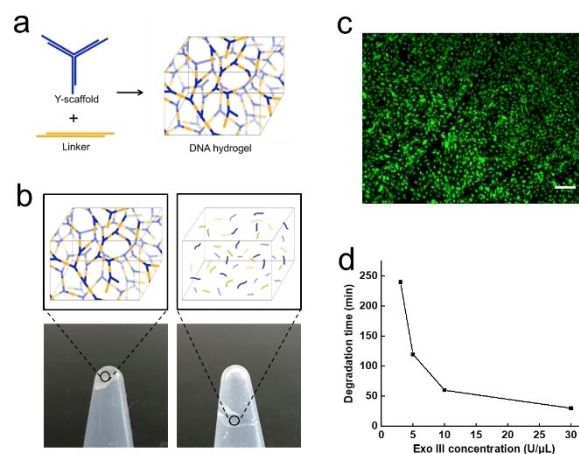 a
Y-scaffold
+
Linker
DNA hydrogel
b
c
d
Degradation time (min)
250
200
150
100
50
0
0 5 10 15 20 25 30
Exo III concentration (U/µL)